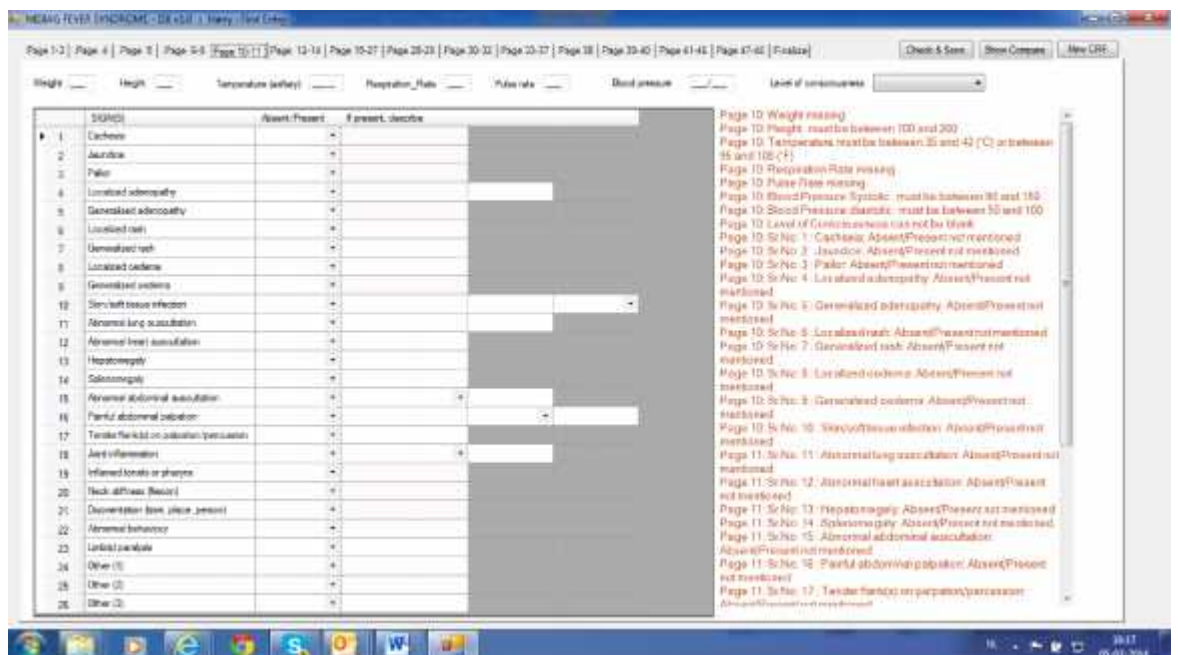 NIDIAG FEVER SYNDROME - DB v3.0 | Harry - First Entry
Page 1-3 | Page 4 | Page 5 | Page 6-9 | Page 10-11 | Page 12-14 | Page 15-27 | Page 28-29 | Page 30-32 | Page 33-37 | Page 38 | Page 39-40 | Page 41-46 | Page 47-48 | Finalize
Check & Save Show Compare New CRF
Weight Height Temperature (axillary) Respiration_Rate Pulse rate Blood pressure __/__ Level of consciousness
SIGN(S) Absent/Present If present, describe
1 Cachexia
2 Jaundice
3 Pallor
4 Localized adenopathy
5 Generalized adenopathy
6 Localized rash
7 Generalized rash
8 Localized oedema
9 Generalized oedema
10 Skin/soft tissue infection
11 Abnormal lung auscultation
12 Abnormal heart auscultation
13 Hepatomegaly
14 Splenomegaly
15 Abnormal abdominal auscultation
16 Painful abdominal palpation
17 Tender flank(s) on palpation/percussion
18 Joint inflammation
19 Inflamed tonsils or pharynx
20 Neck stiffness (flexion)
21 Disorientation (time, place, person)
22 Abnormal behaviour
23 Limb(s) paralysis
24 Other (1)
25 Other (2)
26 Other (3)
Page 10: Weight missing
Page 10: Height must be between 100 and 200
Page 10: Temperature must be between 35 and 42 (°C) or between
95 and 108 (°F)
Page 10: Respiration Rate missing
Page 10: Pulse Rate missing
Page 10: Blood Pressure Systolic : must be between 90 and 150
Page 10: Blood Pressure diastolic : must be between 50 and 100
Page 10: Level of Consciousness can not be blank
Page 10: Sr.No: 1 : Cachexia: Absent/Present not mentioned
Page 10: Sr.No: 2 : Jaundice: Absent/Present not mentioned
Page 10: Sr.No: 3 : Pallor: Absent/Present not mentioned
Page 10: Sr.No: 4 : Localized adenopathy: Absent/Present not
mentioned
Page 10: Sr.No: 5 : Generalized adenopathy: Absent/Present not
mentioned
Page 10: Sr.No: 6 : Localized rash: Absent/Present not mentioned
Page 10: Sr.No: 7 : Generalized rash: Absent/Present not
mentioned
Page 10: Sr.No: 8 : Localized oedema: Absent/Present not
mentioned
Page 10: Sr.No: 9 : Generalized oedema: Absent/Present not
mentioned
Page 10: Sr.No: 10 : Skin/soft tissue infection: Absent/Present not
mentioned
Page 11: Sr.No: 11 : Abnormal lung auscultation: Absent/Present not
mentioned
Page 11: Sr.No: 12 : Abnormal heart auscultation: Absent/Present
not mentioned
Page 11: Sr.No: 13 : Hepatomegaly: Absent/Present not mentioned
Page 11: Sr.No: 14 : Splenomegaly: Absent/Present not mentioned
Page 11: Sr.No: 15 : Abnormal abdominal auscultation:
Absent/Present not mentioned
Page 11: Sr.No: 16 : Painful abdominal palpation: Absent/Present
not mentioned
Page 11: Sr.No: 17 : Tender flank(s) on palpation/percussion:
Absent/Present not mentioned
10:17